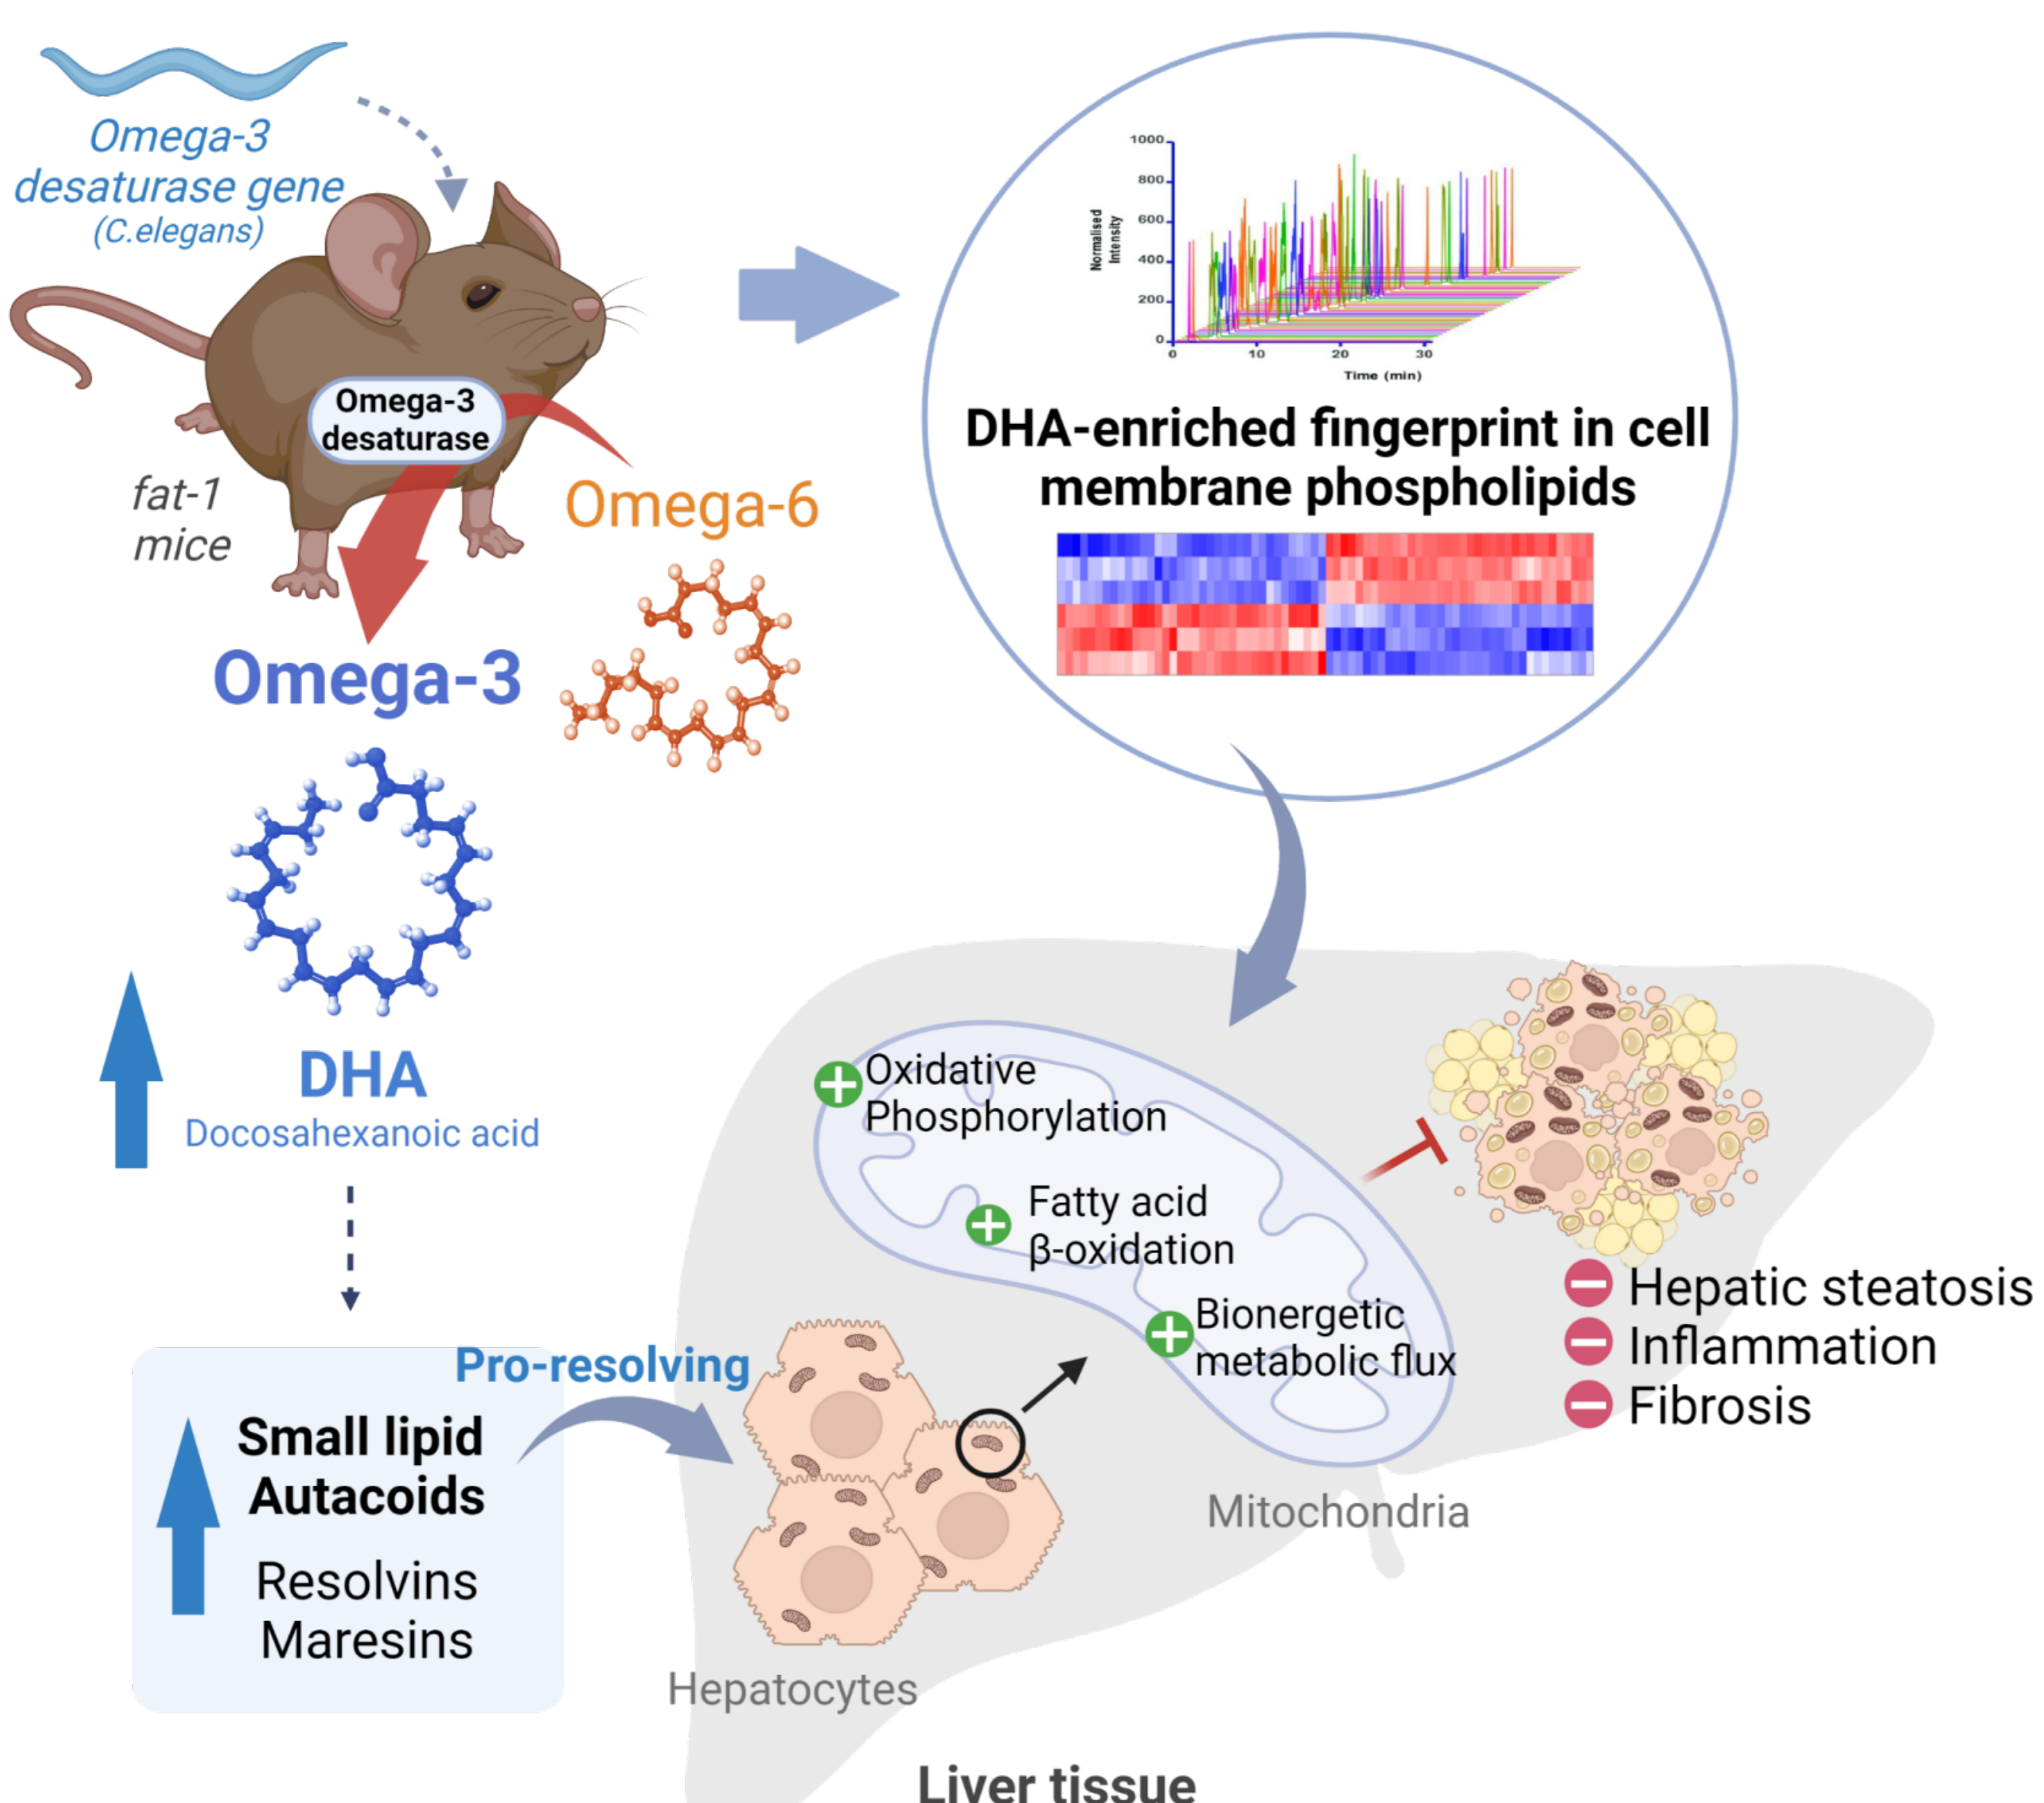 Omega-3
desaturase gene
(C.elegans)
Omega-3
desaturase
fat-1
mice
Omega-6
Omega-3
DHA
Docosahexanoic acid
Small lipid
Autacoids
Resolvins
Maresins
Pro-resolving
1000
800
600
400
200
0
Normalised
Intensity
0 10 20 30
Time (min)
DHA-enriched fingerprint in cell
membrane phospholipids
Oxidative
Phosphorylation
Fatty acid
β-oxidation
Bionergetic
metabolic flux
Mitochondria
Hepatocytes
Hepatic steatosis
Inflammation
Fibrosis
Liver tissue